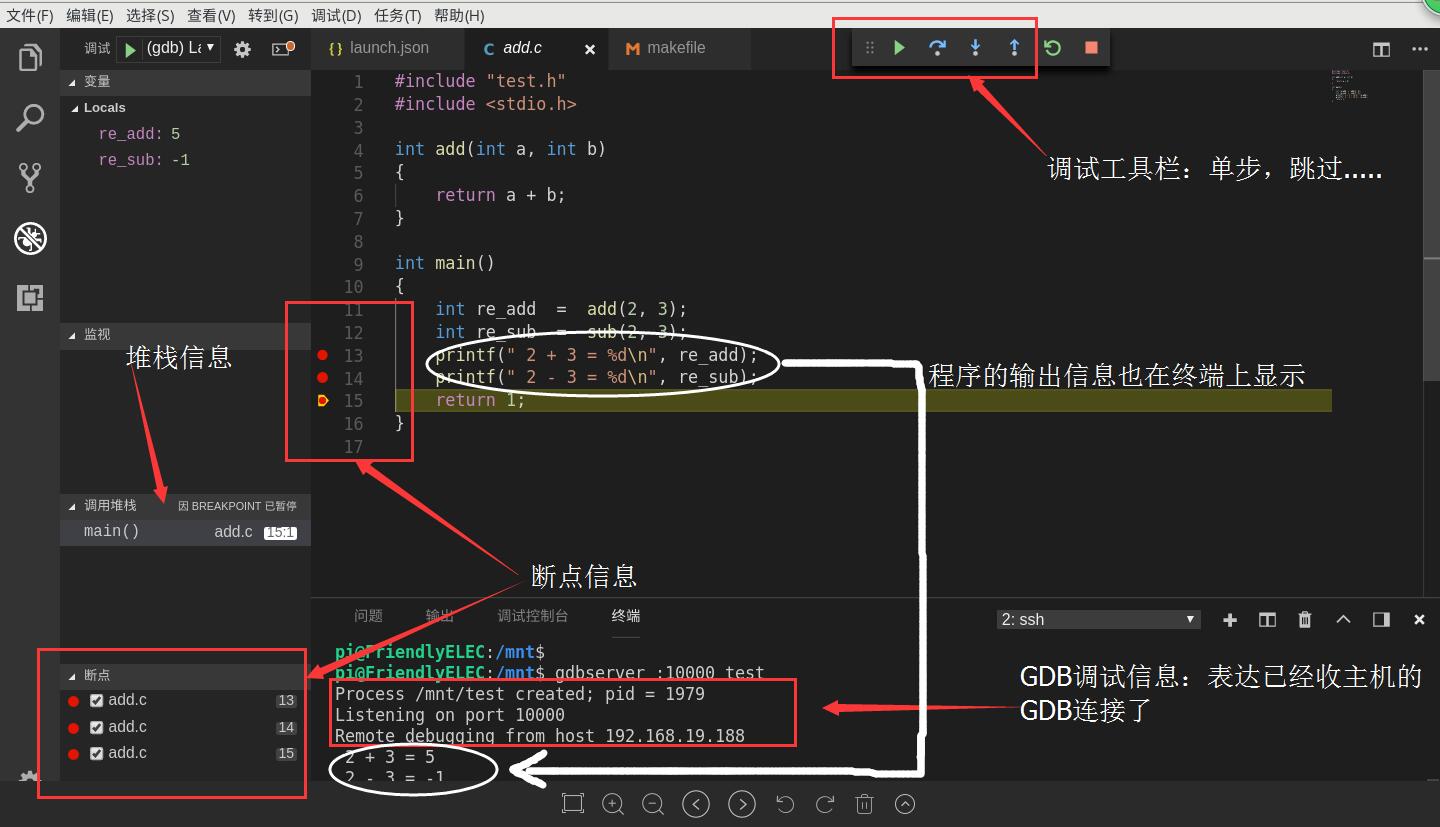 文件(F) 编辑(E) 选择(S) 查看(V) 转到(G) 调试(D) 任务(T) 帮助(H)
调试 (gdb) La
{} launch.json
C add.c
M makefile
变量
Locals
re_add: 5
re_sub: -1
监视
堆栈信息
调用堆栈 因 BREAKPOINT 已暂停
main() add.c 15:1
断点
add.c 13
add.c 14
add.c 15
1 #include "test.h"
2 #include <stdio.h>
3
4 int add(int a, int b)
5 {
6 return a + b;
7 }
8
9 int main()
10 {
11 int re_add = add(2, 3);
12 int re_sub = sub(2, 3);
13 printf(" 2 + 3 = %d\n", re_add);
14 printf(" 2 - 3 = %d\n", re_sub);
15 return 1;
16 }
17
调试工具栏：单步，跳过.....
程序的输出信息也在终端上显示
断点信息
问题 输出 调试控制台 终端
2: ssh
pi@FriendlyELEC:/mnt$
pi@FriendlyELEC:/mnt$ gdbserver :10000 test
Process /mnt/test created; pid = 1979
Listening on port 10000
Remote debugging from host 192.168.19.188
2 + 3 = 5
2 - 3 = -1
GDB调试信息：表达已经收主机的
GDB连接了